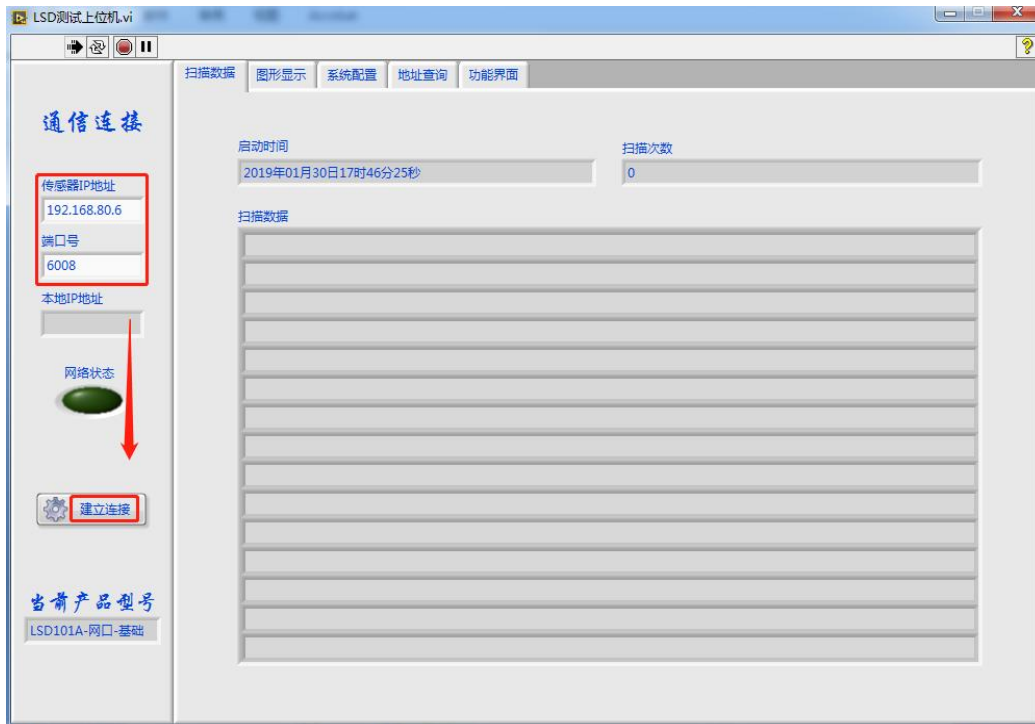 LSD测试上位机.vi
扫描数据 图形显示 系统配置 地址查询 功能界面
通信连接
传感器IP地址
192.168.80.6
端口号
6008
本地IP地址
网络状态
建立连接
当前产品型号
LSD101A-网口-基础
启动时间
2019年01月30日17时46分25秒
扫描次数
0
扫描数据